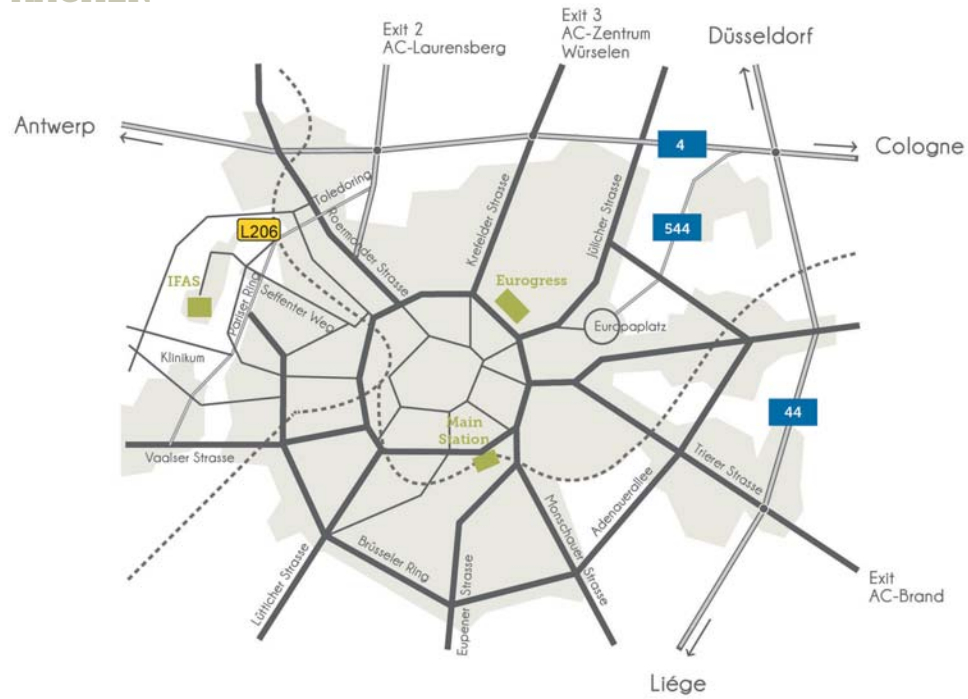 Exit 2
AC-Laurensberg
Exit 3
AC-Zentrum
Würselen
Düsseldorf
Antwerp
4
Cologne
Toledoring
L206
Roermonder Strasse
Krefelder Strasse
Jülicher Strasse
544
IFAS
Pariser Ring
Seffenter Weg
Eurogress
Europaplatz
Klinikum
44
Main
Station
Vaalser Strasse
Trierer Strasse
Adenauerallee
Monschauer Strasse
Brüsseler Ring
Lütticher Strasse
Eupener Strasse
Exit
AC-Brand
Liége